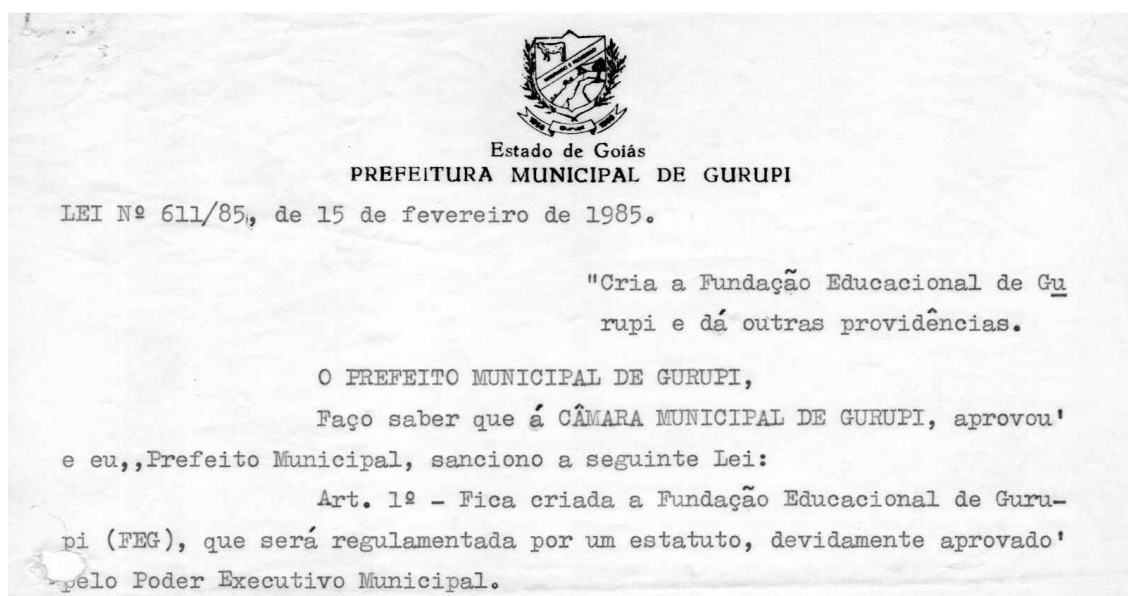 Estado de Goiás
PREFEITURA MUNICIPAL DE GURUPI
LEI Nº 611/85, de 15 de fevereiro de 1985.
"Cria a Fundação Educacional de Gu
rupi e dá outras providências.
O PREFEITO MUNICIPAL DE GURUPI,
Faço saber que á CÂMARA MUNICIPAL DE GURUPI, aprovou'
e eu,,Prefeito Municipal, sanciono a seguinte Lei:
Art. 1º - Fica criada a Fundação Educacional de Guru-
pi (FEG), que será regulamentada por um estatuto, devidamente aprovado'
pelo Poder Executivo Municipal.